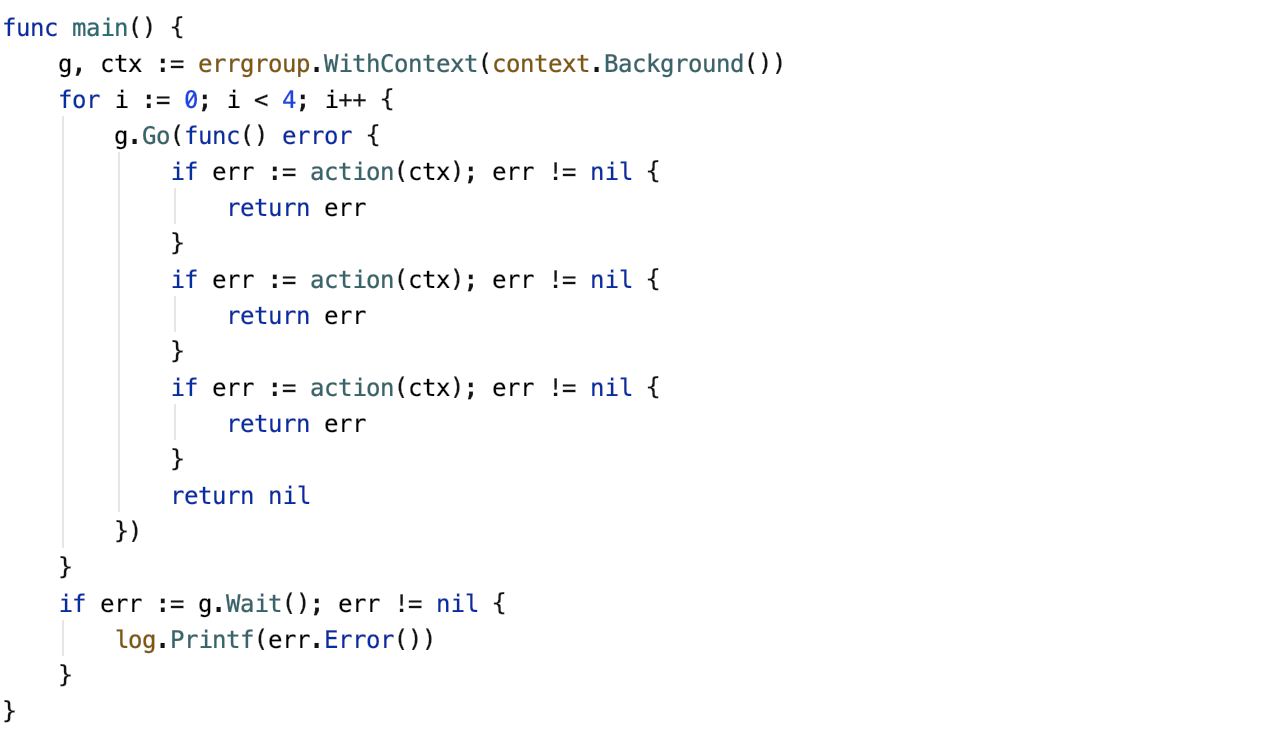 func main() {
    g, ctx := errgroup.WithContext(context.Background())
    for i := 0; i < 4; i++ {
        g.Go(func() error {
            if err := action(ctx); err != nil {
                return err
            }
            if err := action(ctx); err != nil {
                return err
            }
            if err := action(ctx); err != nil {
                return err
            }
            return nil
        })
    }
    if err := g.Wait(); err != nil {
        log.Printf(err.Error())
    }
}